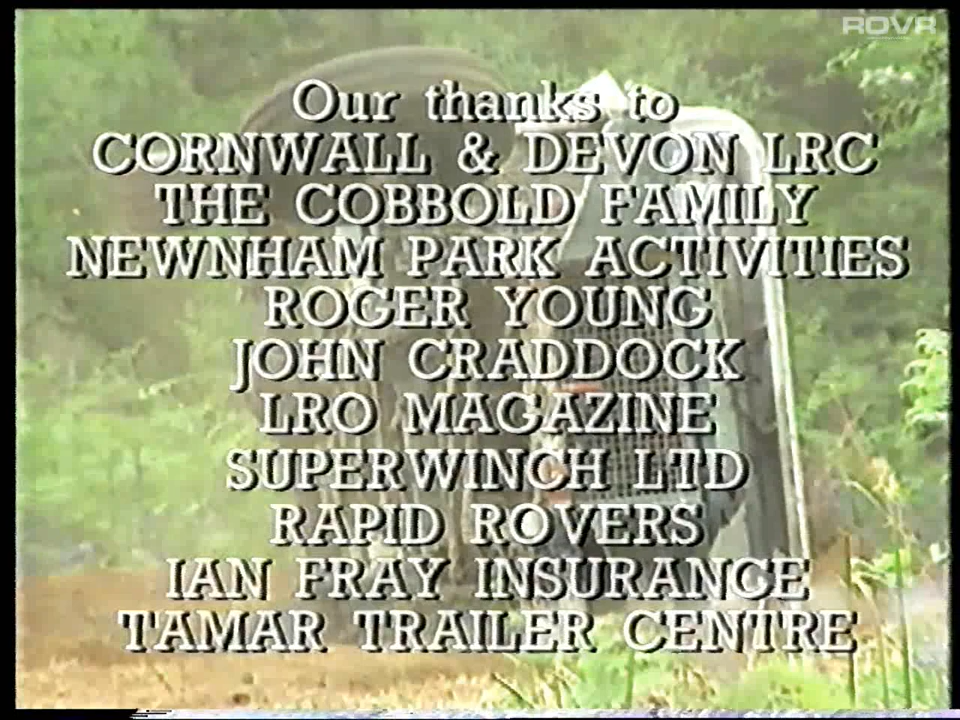 ROVR
Our thanks to
CORNWALL & DEVON LRC
THE COBBOLD FAMILY
NEWNHAM PARK ACTIVITIES
ROGER YOUNG
JOHN CRADDOCK
LRO MAGAZINE
SUPERWINCH LTD
RAPID ROVERS
IAN FRAY INSURANCE
TAMAR TRAILER CENTRE